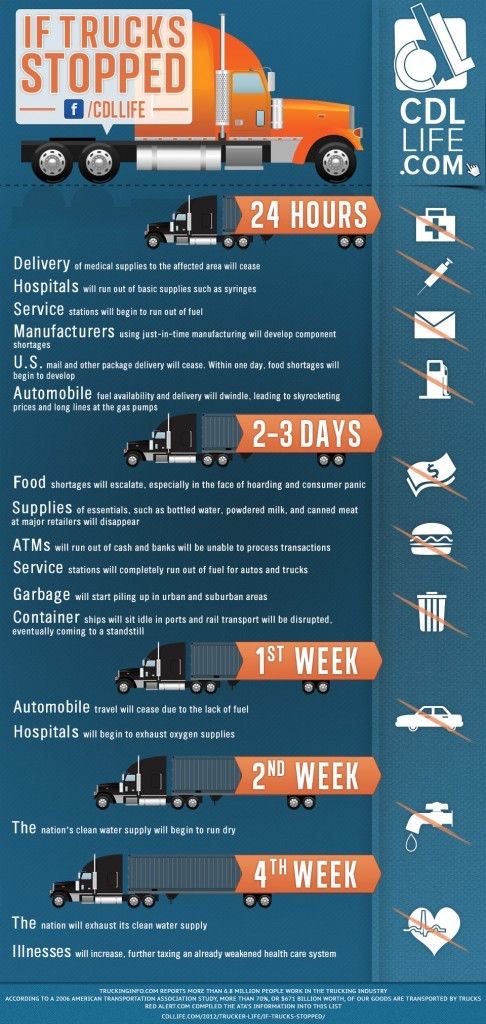 IF TRUCKS
STOPPED
f /CDLLIFE
CDL
LIFE
.COM
24 HOURS
Delivery of medical supplies to the affected area will cease
Hospitals will run out of basic supplies such as syringes
Service stations will begin to run out of fuel
Manufacturers using just-in-time manufacturing will develop component
shortages
U.S. mail and other package delivery will cease. Within one day, food shortages will
begin to develop
Automobile fuel availability and delivery will dwindle, leading to skyrocketing
prices and long lines at the gas pumps
2-3 DAYS
Food shortages will escalate, especially in the face of hoarding and consumer panic
Supplies of essentials, such as bottled water, powdered milk, and canned meat
at major retailers will disappear
ATMs will run out of cash and banks will be unable to process transactions
Service stations will completely run out of fuel for autos and trucks
Garbage will start piling up in urban and suburban areas
Container ships will sit idle in ports and rail transport will be disrupted,
eventually coming to a standstill
1ST WEEK
Automobile travel will cease due to the lack of fuel
Hospitals will begin to exhaust oxygen supplies
2ND WEEK
The nation's clean water supply will begin to run dry
4TH WEEK
The nation will exhaust its clean water supply
Illnesses will increase, further taxing an already weakened health care system
TRUCKINGINFO.COM REPORTS MORE THAN 6.8 MILLION PEOPLE WORK IN THE TRUCKING INDUSTRY
ACCORDING TO A 2006 AMERICAN TRANSPORTATION ASSOCIATION STUDY, MORE THAN 70%, OR $671 BILLION WORTH, OF OUR GOODS ARE TRANSPORTED BY TRUCKS
RED ALERT.COM COMPILED THE ATA'S INFORMATION INTO THIS LIST
CDLLIFE.COM/2012/TRUCKER-LIFE/IF-TRUCKS-STOPPED/